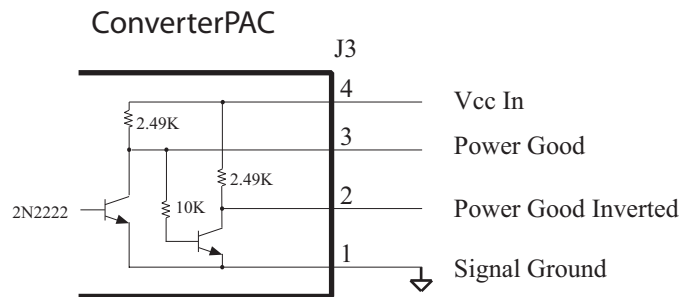 ConverterPAC
J3
4 Vcc In
2.49K
3 Power Good
2.49K
2N2222
10K
2 Power Good Inverted
1 Signal Ground